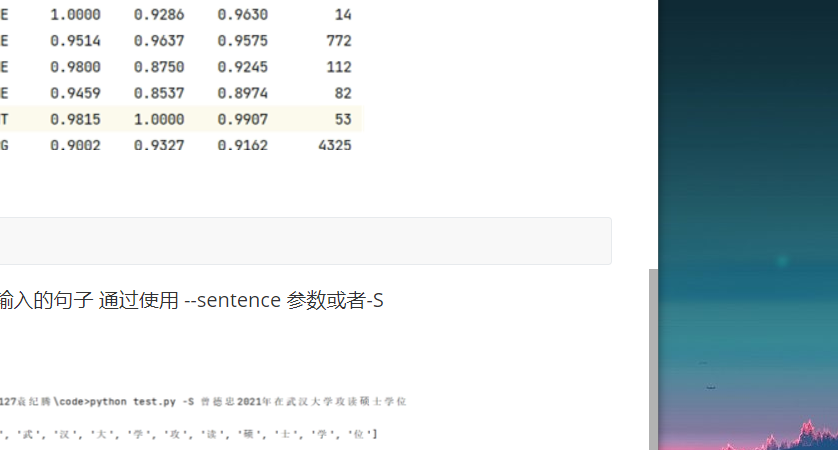 E 1.0000 0.9286 0.9630 14
E 0.9514 0.9637 0.9575 772
E 0.9800 0.8750 0.9245 112
E 0.9459 0.8537 0.8974 82
T 0.9815 1.0000 0.9907 53
G 0.9002 0.9327 0.9162 4325
输入的句子 通过使用 --sentence 参数或者-S
127袁纪腾\code>python test.py -S 曾德忠2021年在武汉大学攻读硕士学位
', '武', '汉', '大', '学', '攻', '读', '硕', '士', '学', '位']